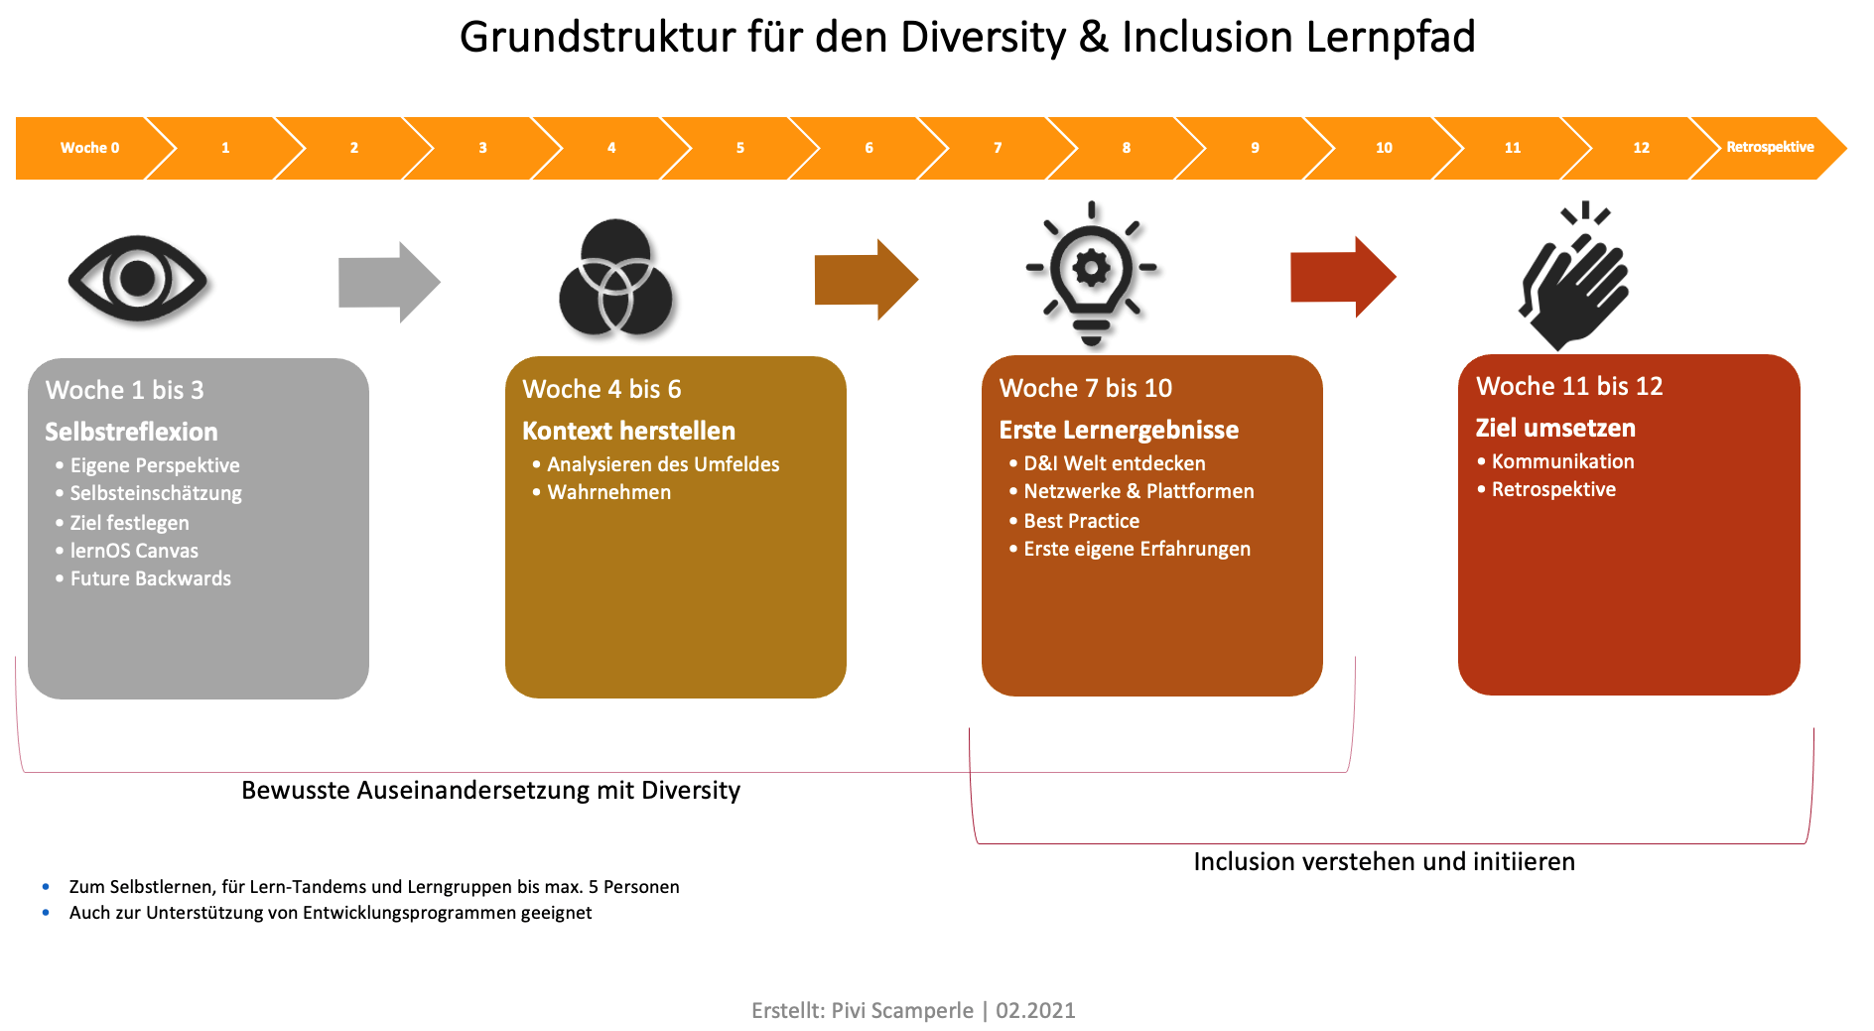 Grundstruktur für den Diversity & Inclusion Lernpfad
Woche 0
1
2
3
4
5
6
7
8
9
10
11
12
Retrospektive
Woche 1 bis 3
Selbstreflexion
• Eigene Perspektive
• Selbsteinschätzung
• Ziel festlegen
• lernOS Canvas
• Future Backwards
Woche 4 bis 6
Kontext herstellen
• Analysieren des Umfeldes
• Wahrnehmen
Woche 7 bis 10
Erste Lernergebnisse
• D&I Welt entdecken
• Netzwerke & Plattformen
• Best Practice
• Erste eigene Erfahrungen
Woche 11 bis 12
Ziel umsetzen
• Kommunikation
• Retrospektive
Bewusste Auseinandersetzung mit Diversity
Inclusion verstehen und initiieren
• Zum Selbstlernen, für Lern-Tandems und Lerngruppen bis max. 5 Personen
• Auch zur Unterstützung von Entwicklungsprogrammen geeignet
Erstellt: Pivi Scamperle | 02.2021